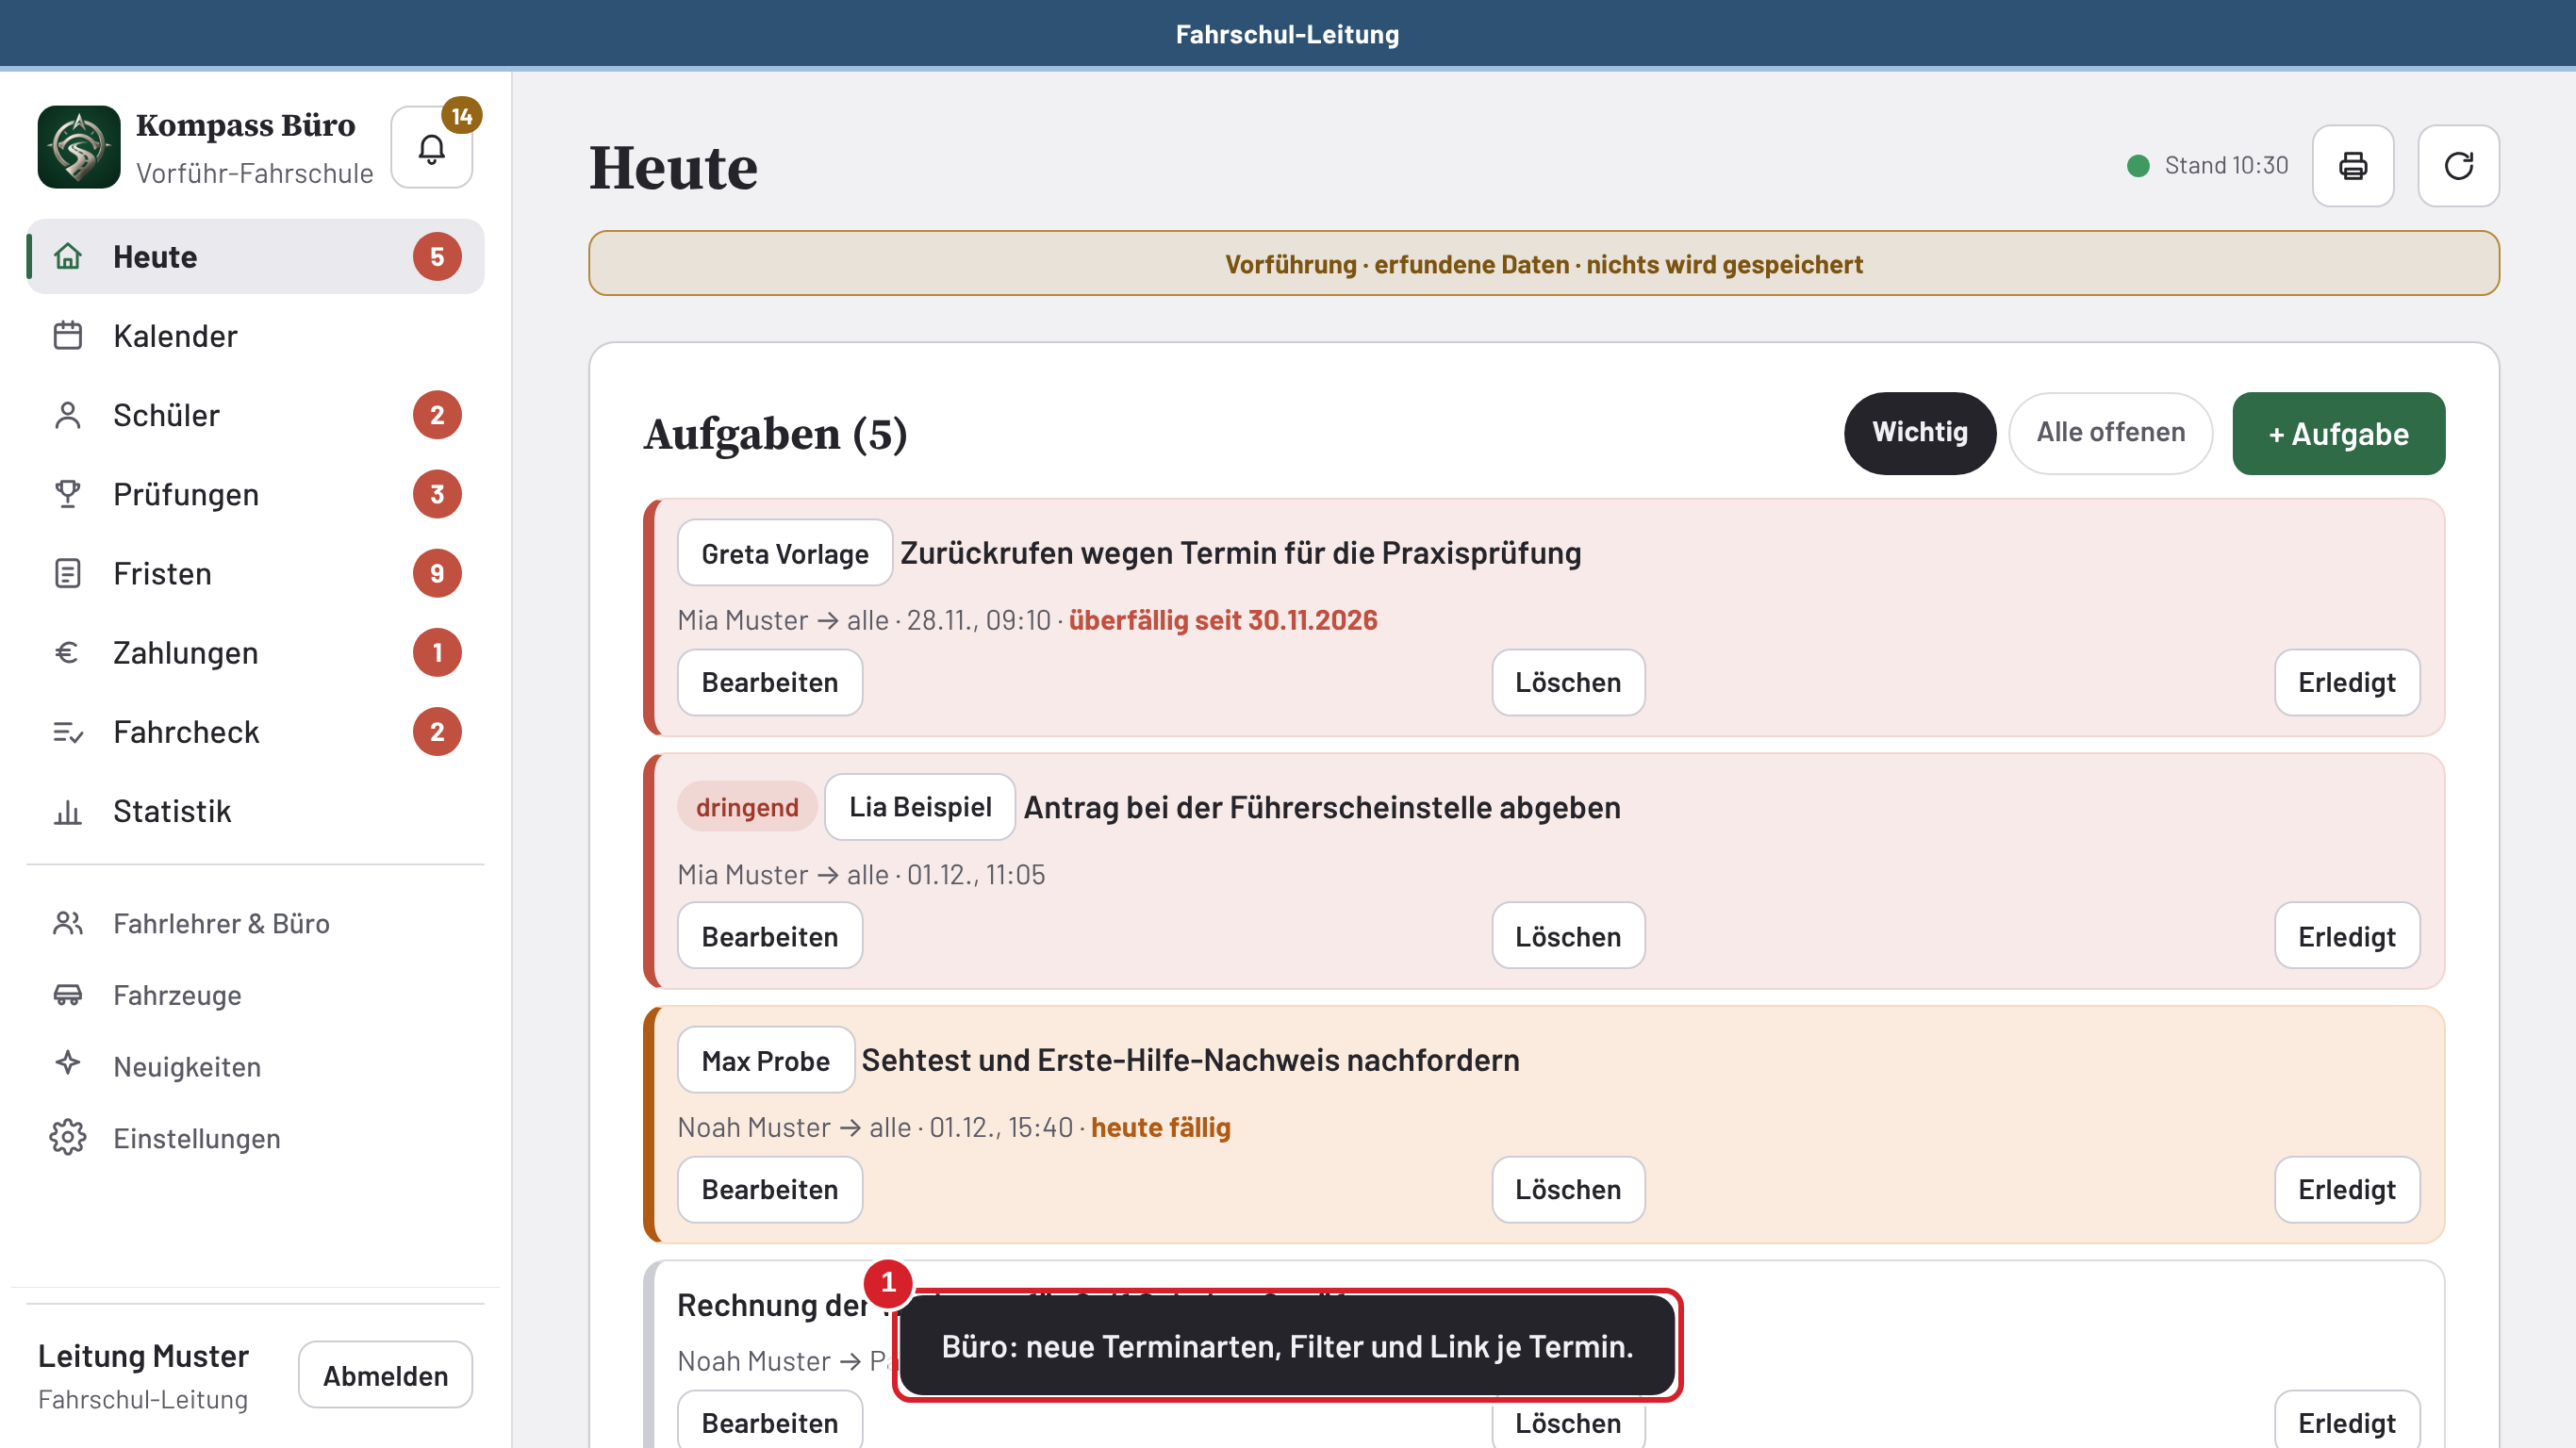 Fahrschul-Leitung
Kompass Büro
Vorführ-Fahrschule
14
Heute
5
Kalender
Schüler
2
Prüfungen
3
Fristen
9
Zahlungen
1
Fahrcheck
2
Statistik
Fahrlehrer & Büro
Fahrzeuge
Neuigkeiten
Einstellungen
Leitung Muster
Fahrschul-Leitung
Abmelden
Heute
Stand 10:30
Vorführung · erfundene Daten · nichts wird gespeichert
Aufgaben (5)
Wichtig
Alle offenen
+ Aufgabe
Greta Vorlage Zurückrufen wegen Termin für die Praxisprüfung
Mia Muster → alle · 28.11., 09:10 · überfällig seit 30.11.2026
Bearbeiten Löschen Erledigt
dringend Lia Beispiel Antrag bei der Führerscheinstelle abgeben
Mia Muster → alle · 01.12., 11:05
Bearbeiten Löschen Erledigt
Max Probe Sehtest und Erste-Hilfe-Nachweis nachfordern
Noah Muster → alle · 01.12., 15:40 · heute fällig
Bearbeiten Löschen Erledigt
Rechnung der
Noah Muster →
1
Büro: neue Terminarten, Filter und Link je Termin.
Bearbeiten Löschen Erledigt